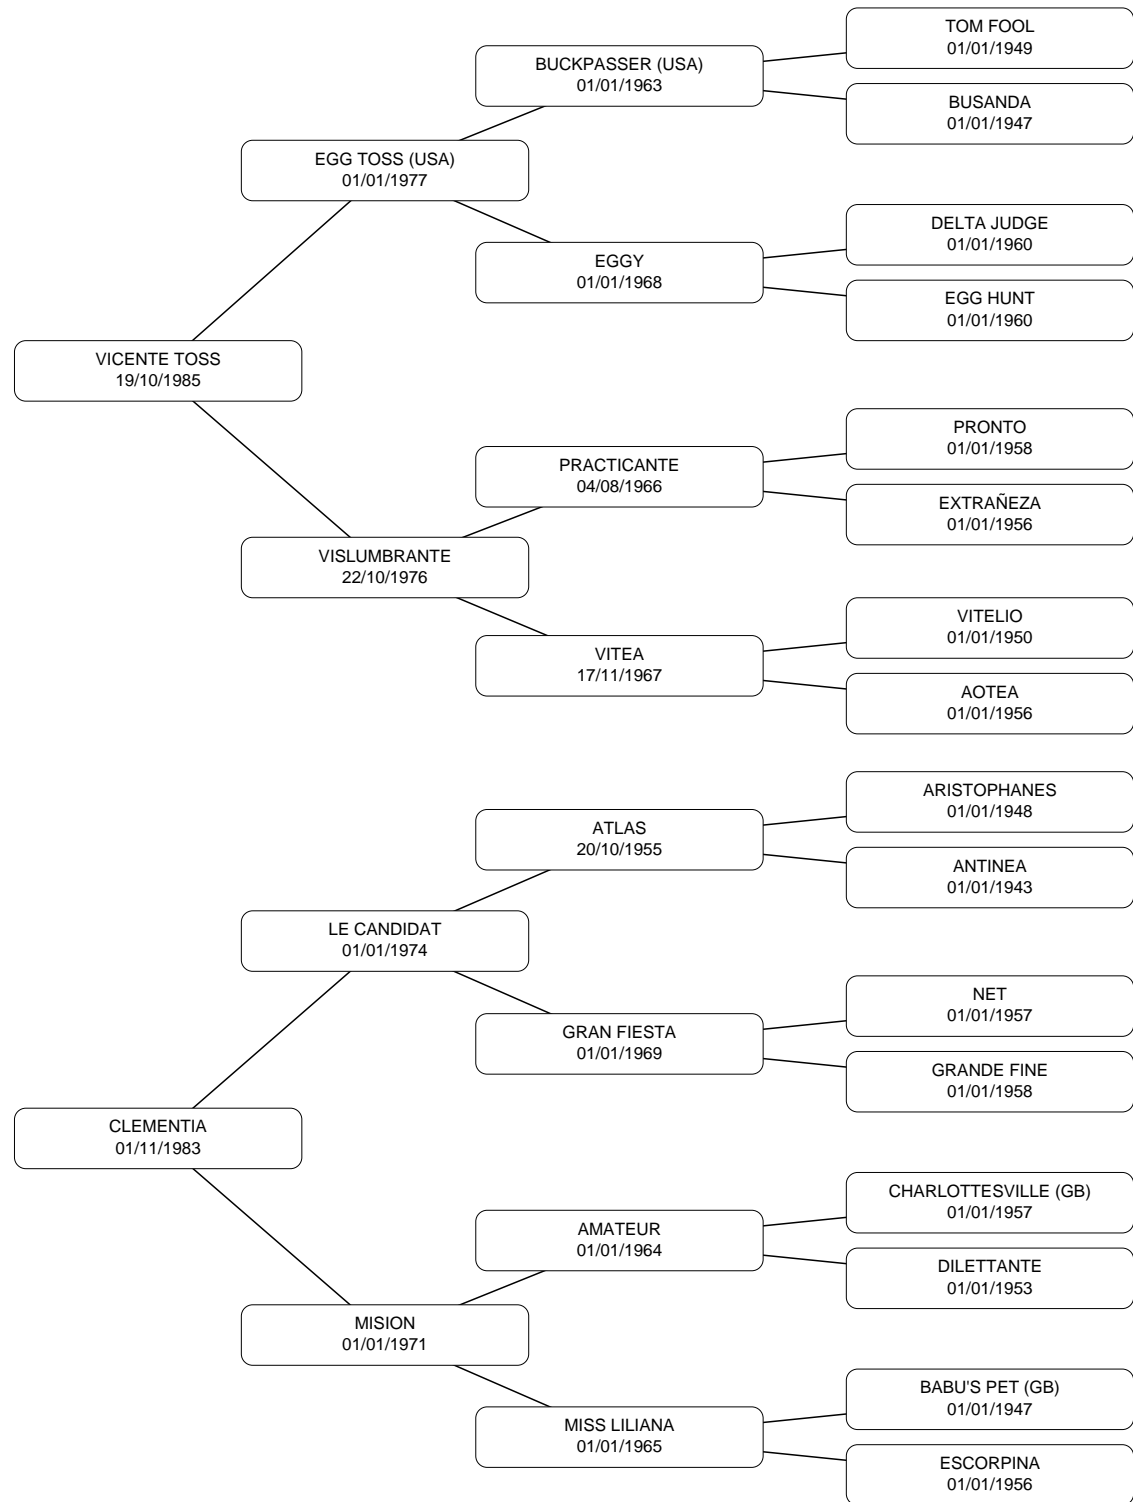 TOM FOOL
01/01/1949
BUCKPASSER (USA)
01/01/1963
BUSANDA
01/01/1947
EGG TOSS (USA)
01/01/1977
DELTA JUDGE
01/01/1960
EGGY
01/01/1968
EGG HUNT
01/01/1960
VICENTE TOSS
19/10/1985
PRONTO
01/01/1958
PRACTICANTE
04/08/1966
EXTRAÑEZA
01/01/1956
VISLUMBRANTE
22/10/1976
VITELIO
01/01/1950
VITEA
17/11/1967
AOTEA
01/01/1956
ARISTOPHANES
01/01/1948
ATLAS
20/10/1955
ANTINEA
01/01/1943
LE CANDIDAT
01/01/1974
NET
01/01/1957
GRAN FIESTA
01/01/1969
GRANDE FINE
01/01/1958
CLEMENTIA
01/11/1983
CHARLOTTESVILLE (GB)
01/01/1957
AMATEUR
01/01/1964
DILETTANTE
01/01/1953
MISION
01/01/1971
BABU'S PET (GB)
01/01/1947
MISS LILIANA
01/01/1965
ESCORPINA
01/01/1956